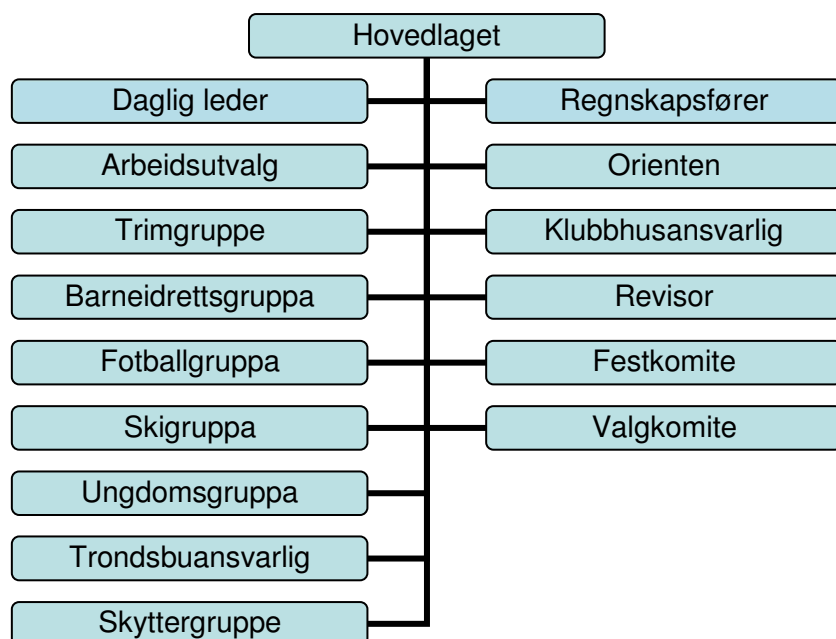 Hovedlaget
Daglig leder
Regnskapsfører
Arbeidsutvalg
Orienten
Trimgruppe
Klubbhusansvarlig
Barneidrettsgruppa
Revisor
Fotballgruppa
Festkomite
Skigruppa
Valgkomite
Ungdomsgruppa
Trondsbuansvarlig
Skyttergruppe